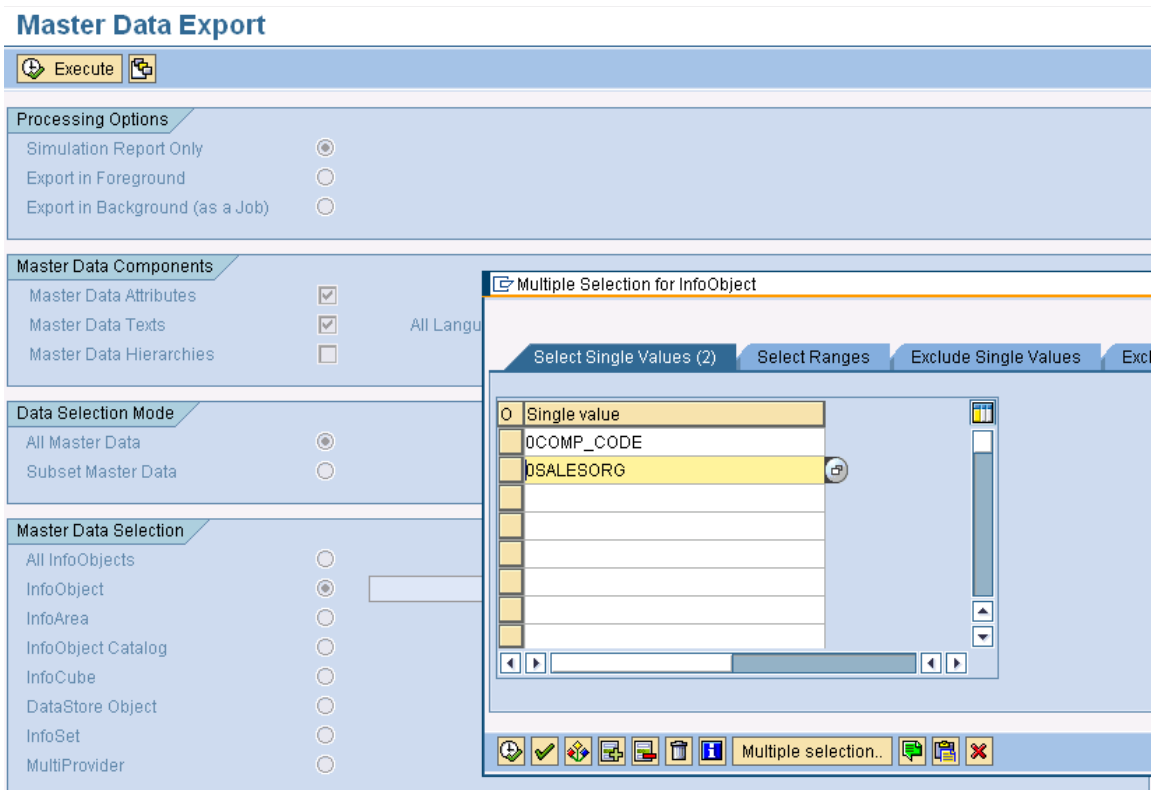 Master Data Export
Execute
Processing Options
Simulation Report Only
Export in Foreground
Export in Background (as a Job)
Master Data Components
Master Data Attributes
Master Data Texts All Langu
Master Data Hierarchies
Data Selection Mode
All Master Data
Subset Master Data
Master Data Selection
All InfoObjects
InfoObject
InfoArea
InfoObject Catalog
InfoCube
DataStore Object
InfoSet
MultiProvider
Multiple Selection for InfoObject
Select Single Values (2) Select Ranges Exclude Single Values Excl
O Single value
0COMP_CODE
0SALESORG
Multiple selection..